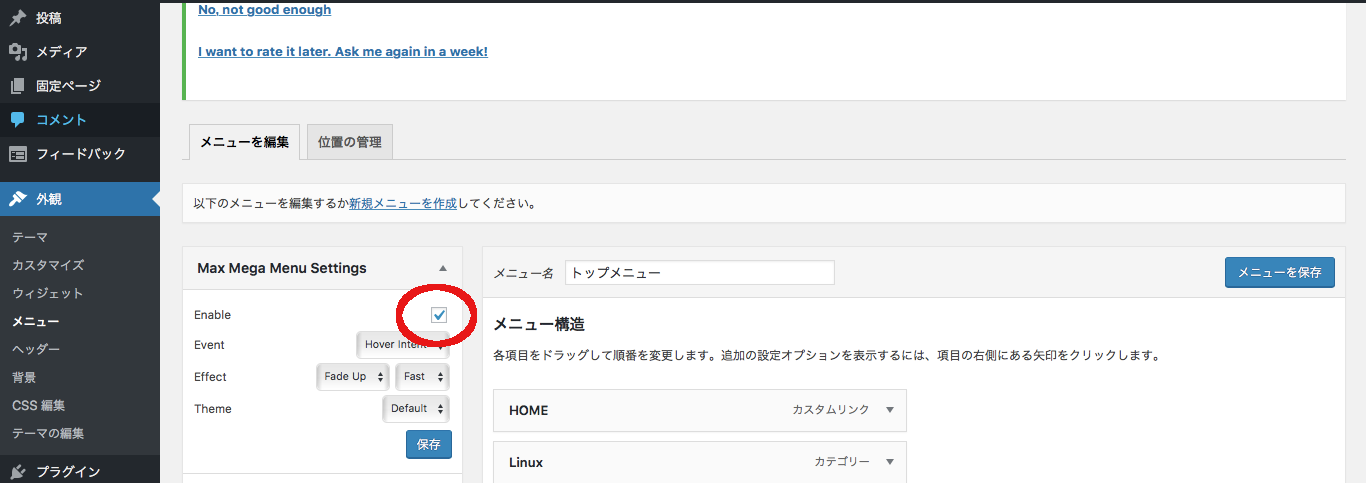 投稿
メディア
固定ページ
コメント
フィードバック
外観
テーマ
カスタマイズ
ウィジェット
メニュー
ヘッダー
背景
CSS 編集
テーマの編集
プラグイン
No, not good enough
I want to rate it later. Ask me again in a week!
メニューを編集
位置の管理
以下のメニューを編集するか新規メニューを作成してください。
Max Mega Menu Settings
Enable
Event Hover Intent
Effect Fade Up Fast
Theme Default
保存
メニュー名 トップメニュー
メニューを保存
メニュー構造
各項目をドラッグして順番を変更します。追加の設定オプションを表示するには、項目の右側にある矢印をクリックします。
HOME カスタムリンク
Linux カテゴリー